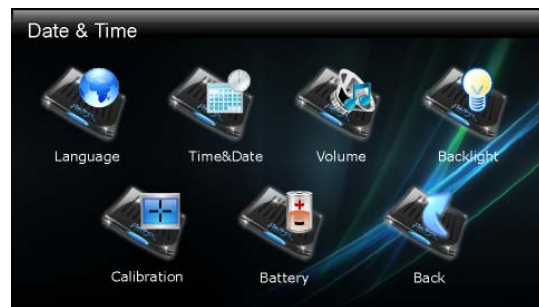 Date & Time
Language
Time&Date
Volume
Backlight
Calibration
Battery
Back